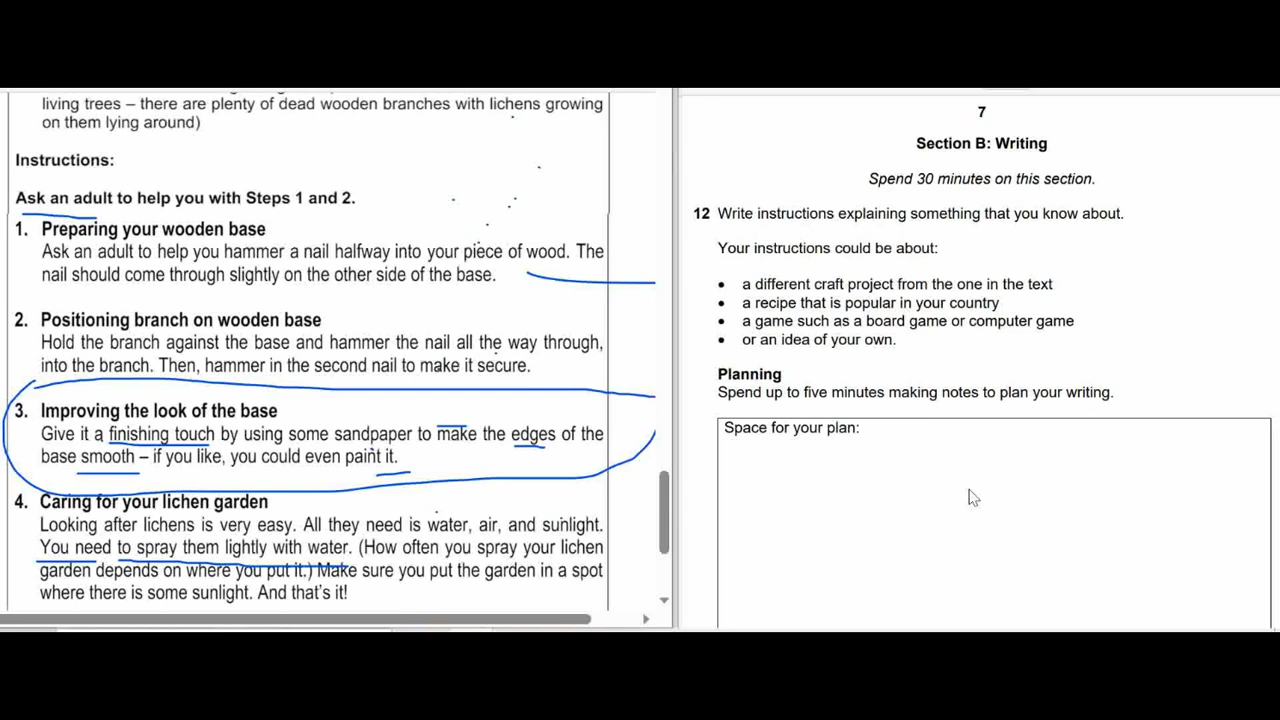 living trees – there are plenty of dead wooden branches with lichens growing
on them lying around)
Instructions:
Ask an adult to help you with Steps 1 and 2.
1. Preparing your wooden base
Ask an adult to help you hammer a nail halfway into your piece of wood. The
nail should come through slightly on the other side of the base.
2. Positioning branch on wooden base
Hold the branch against the base and hammer the nail all the way through,
into the branch. Then, hammer in the second nail to make it secure.
3. Improving the look of the base
Give it a finishing touch by using some sandpaper to make the edges of the
base smooth – if you like, you could even paint it.
4. Caring for your lichen garden
Looking after lichens is very easy. All they need is water, air, and sunlight.
You need to spray them lightly with water. (How often you spray your lichen
garden depends on where you put it.) Make sure you put the garden in a spot
where there is some sunlight. And that's it!
7
Section B: Writing
Spend 30 minutes on this section.
12 Write instructions explaining something that you know about.
Your instructions could be about:
• a different craft project from the one in the text
• a recipe that is popular in your country
• a game such as a board game or computer game
• or an idea of your own.
Planning
Spend up to five minutes making notes to plan your writing.
Space for your plan: